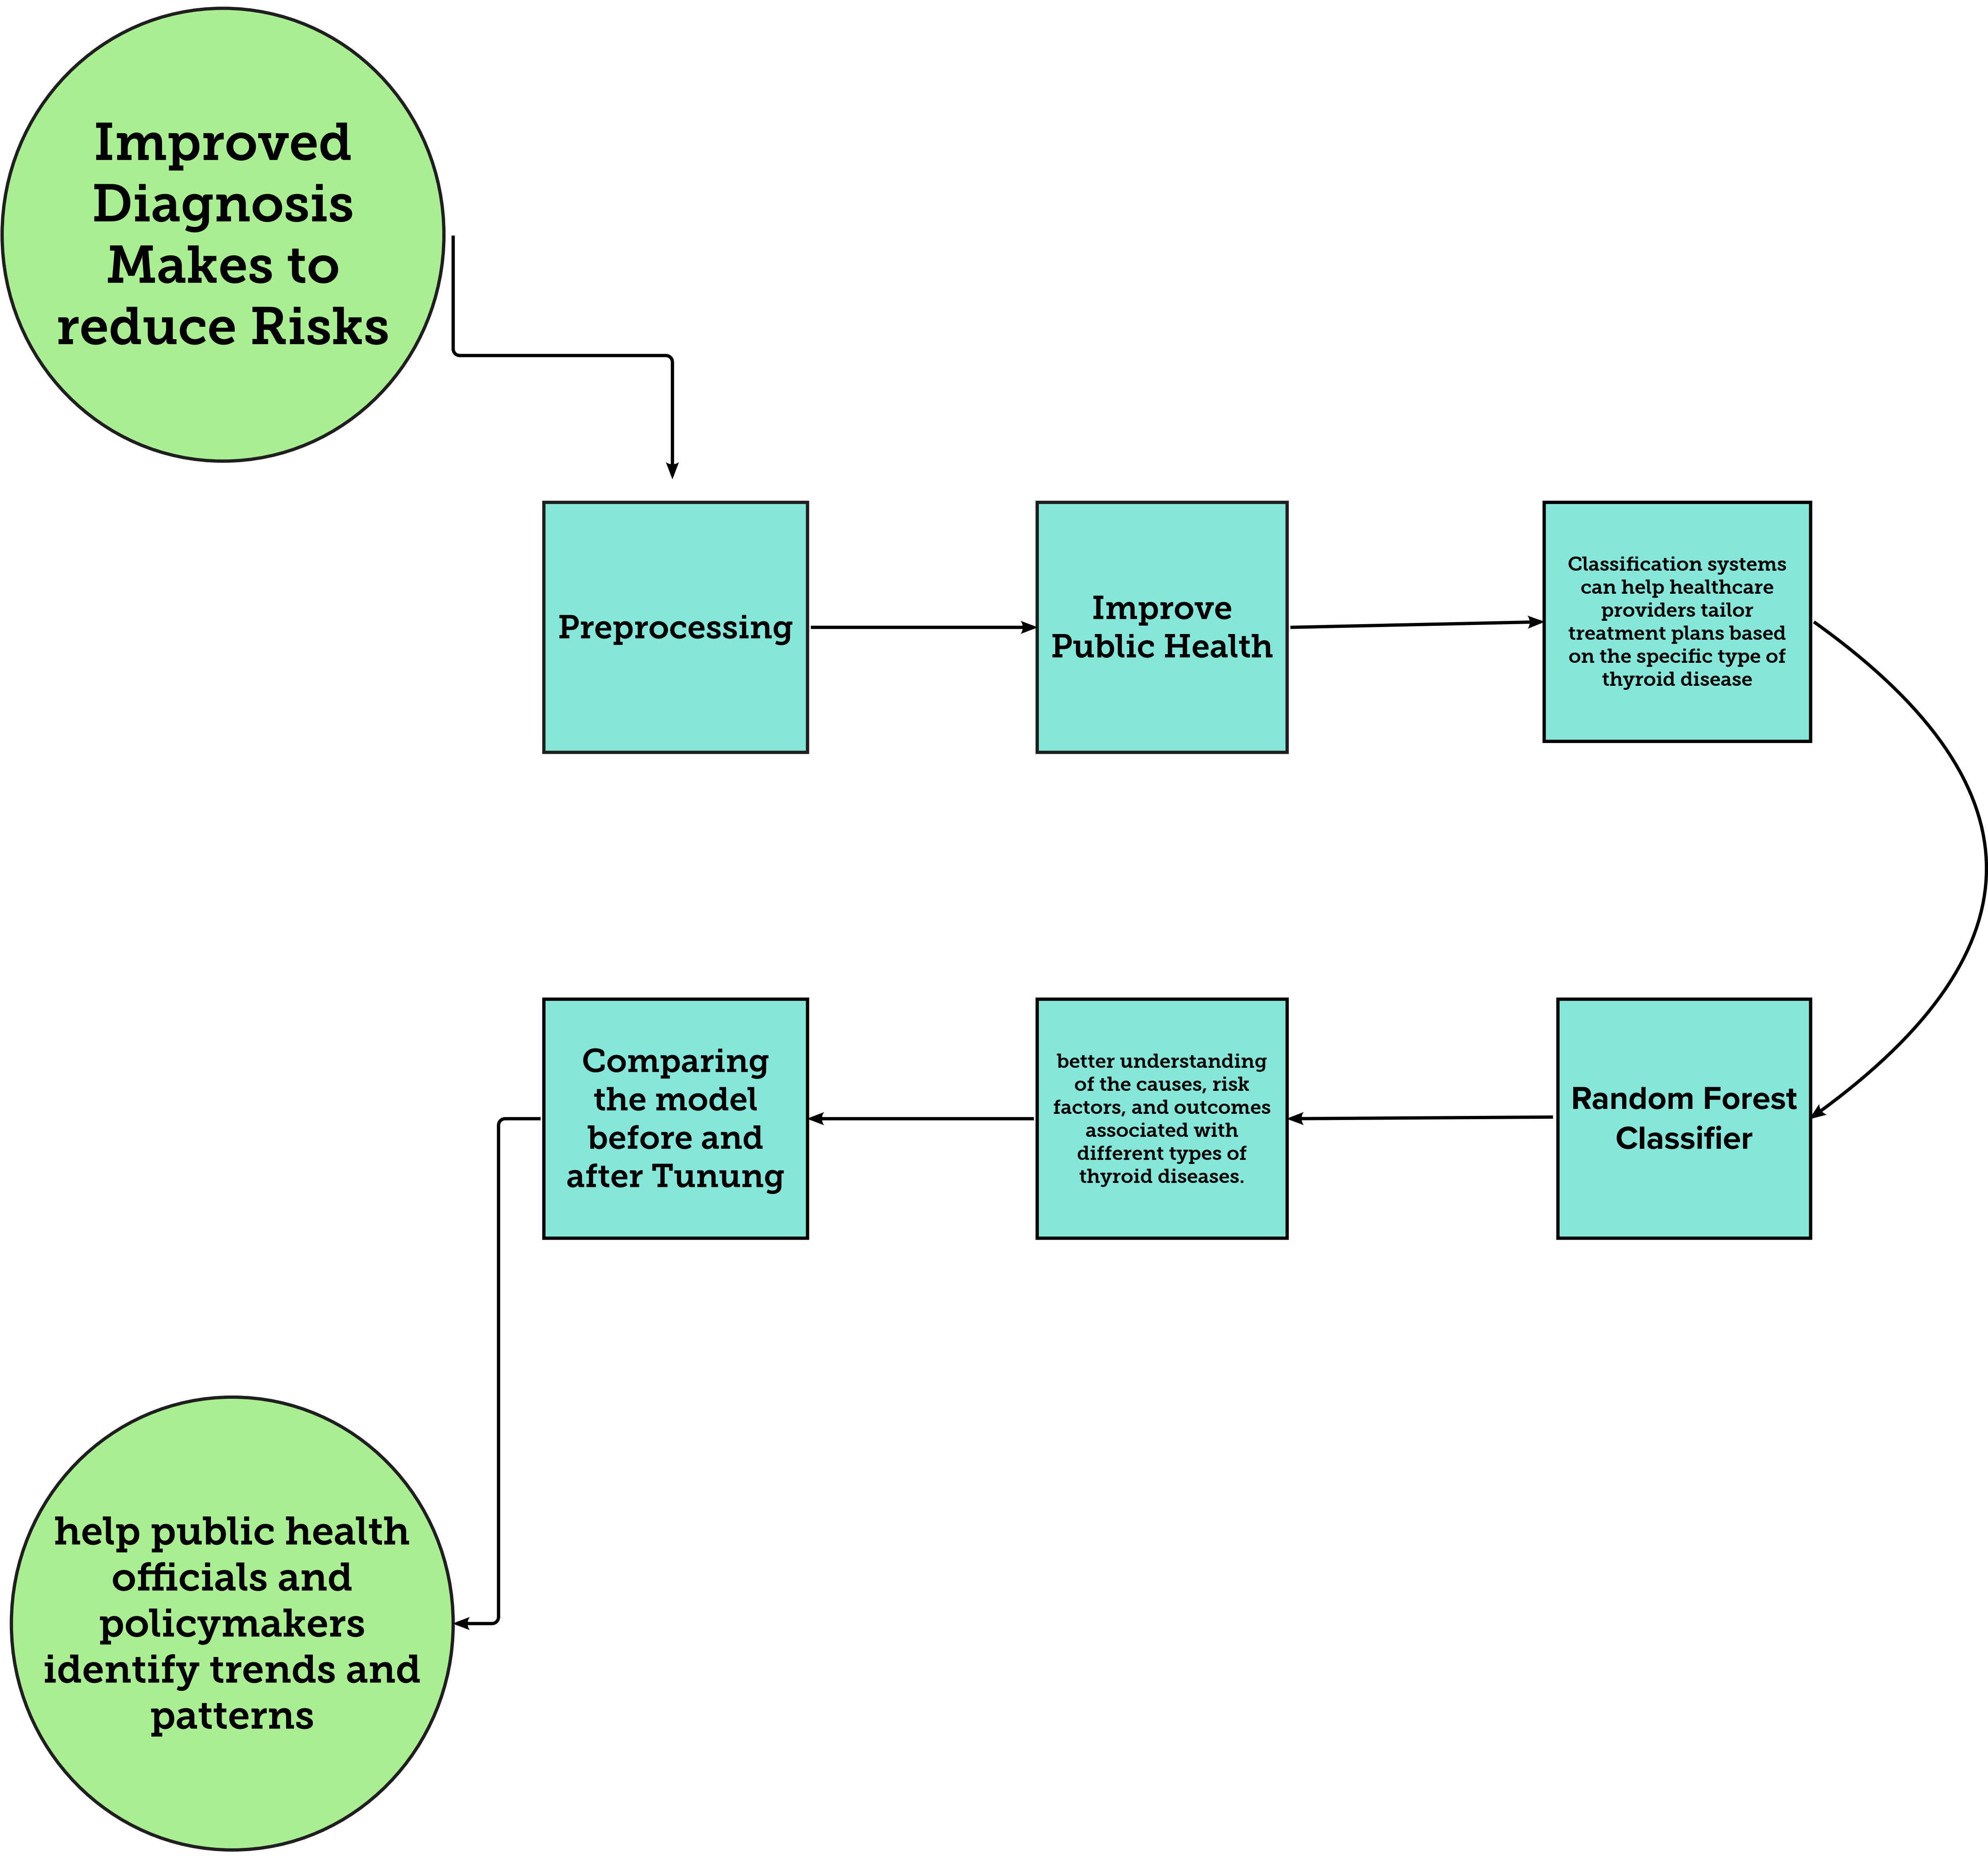 Improved
Diagnosis
Makes to
reduce Risks
Preprocessing
Improve
Public Health
Classification systems
can help healthcare
providers tailor
treatment plans based
on the specific type of
thyroid disease
Random Forest
Classifier
better understanding
of the causes, risk
factors, and outcomes
associated with
different types of
thyroid diseases.
Comparing
the model
before and
after Tunung
help public health
officials and
policymakers
identify trends and
patterns